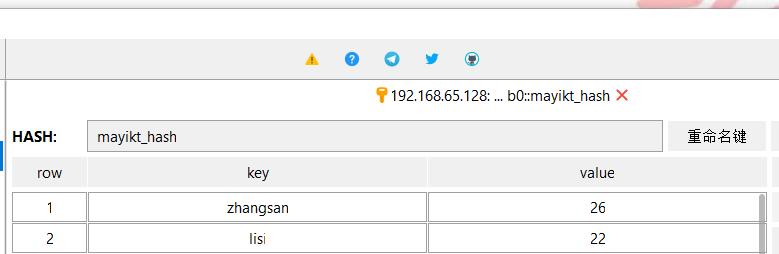 192.168.65.128: ... b0::mayikt_hash
HASH: mayikt_hash 重命名键
row key value
1 zhangsan 26
2 lisi 22